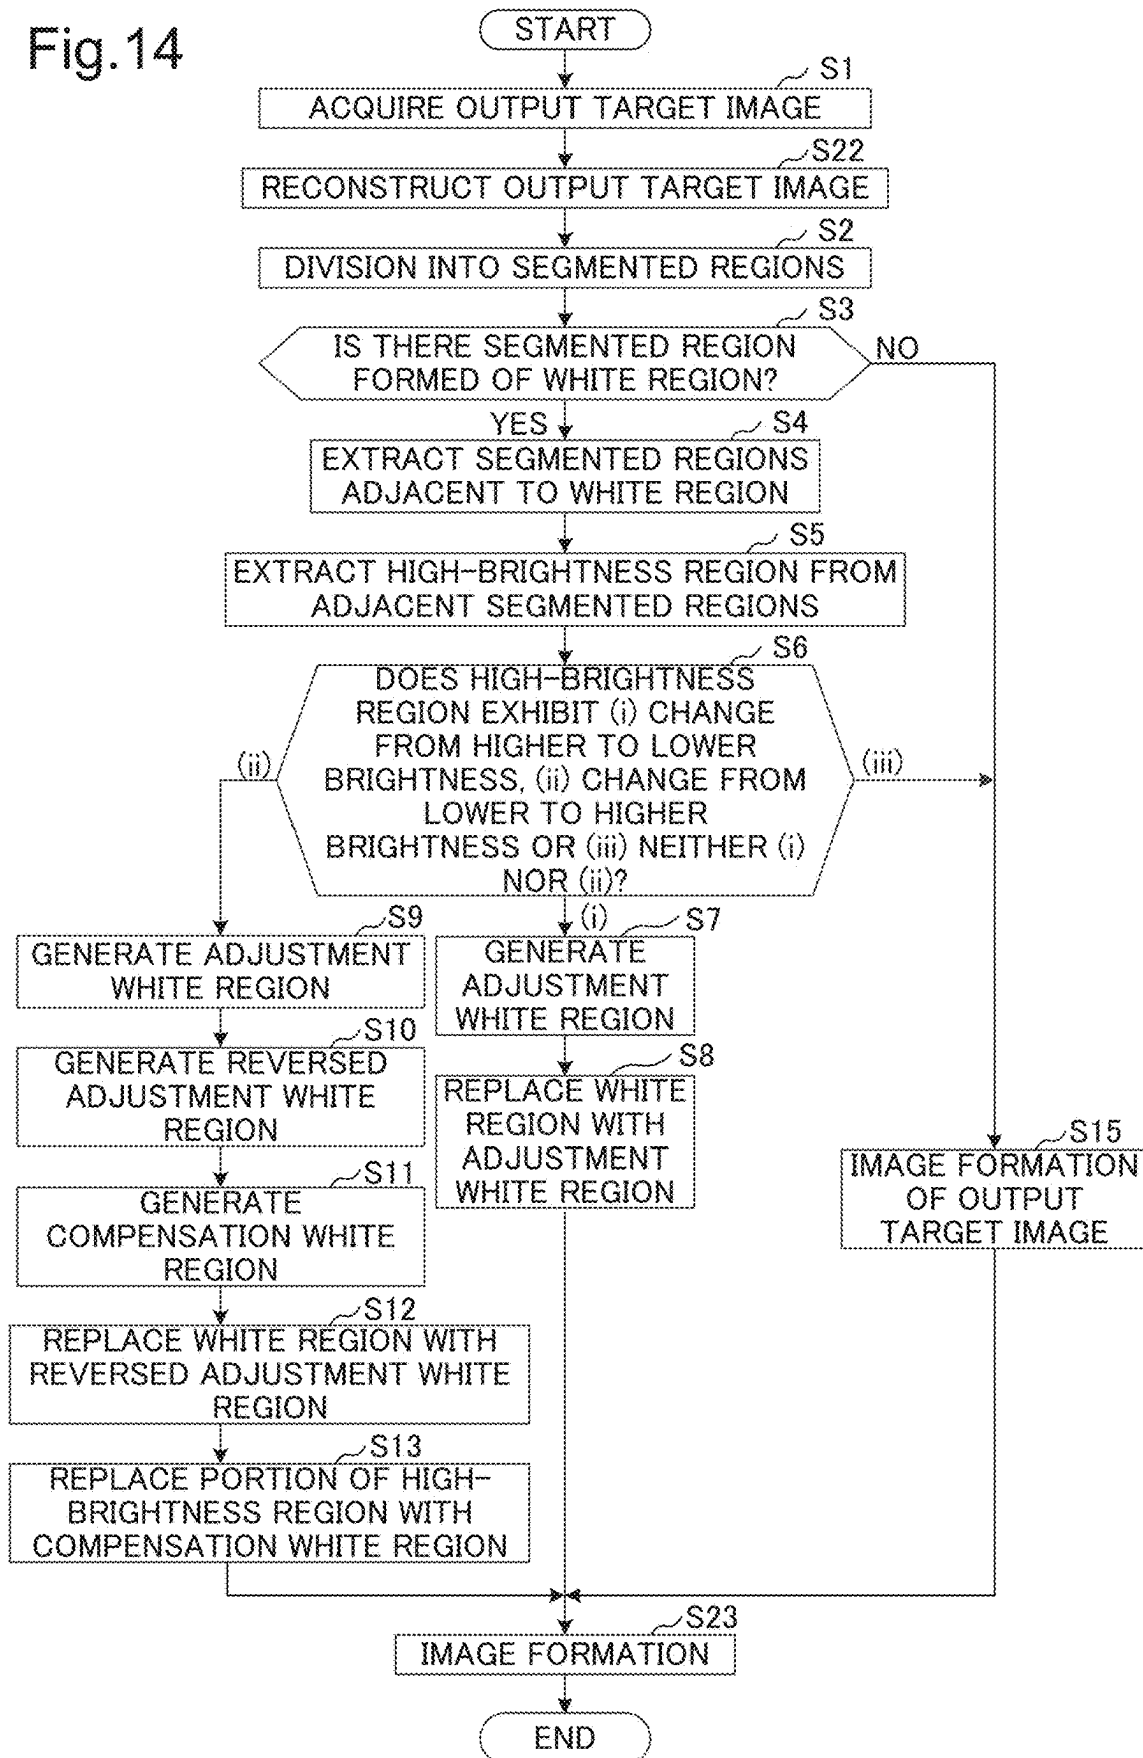 Fig.14
START
S1
ACQUIRE OUTPUT TARGET IMAGE
S22
RECONSTRUCT OUTPUT TARGET IMAGE
S2
DIVISION INTO SEGMENTED REGIONS
S3
IS THERE SEGMENTED REGION
FORMED OF WHITE REGION?
NO
YES
S4
EXTRACT SEGMENTED REGIONS
ADJACENT TO WHITE REGION
S5
EXTRACT HIGH-BRIGHTNESS REGION FROM
ADJACENT SEGMENTED REGIONS
S6
DOES HIGH-BRIGHTNESS
REGION EXHIBIT (i) CHANGE
FROM HIGHER TO LOWER
BRIGHTNESS, (ii) CHANGE FROM
LOWER TO HIGHER
BRIGHTNESS OR (iii) NEITHER (i)
NOR (ii)?
(ii)
(iii)
(i)
S9
GENERATE ADJUSTMENT
WHITE REGION
S10
GENERATE REVERSED
ADJUSTMENT WHITE
REGION
S11
GENERATE
COMPENSATION WHITE
REGION
S12
REPLACE WHITE REGION WITH
REVERSED ADJUSTMENT WHITE
REGION
S13
REPLACE PORTION OF HIGH-
BRIGHTNESS REGION WITH
COMPENSATION WHITE REGION
S7
GENERATE
ADJUSTMENT
WHITE REGION
S8
REPLACE WHITE
REGION WITH
ADJUSTMENT
WHITE REGION
S15
IMAGE FORMATION
OF OUTPUT
TARGET IMAGE
S23
IMAGE FORMATION
END